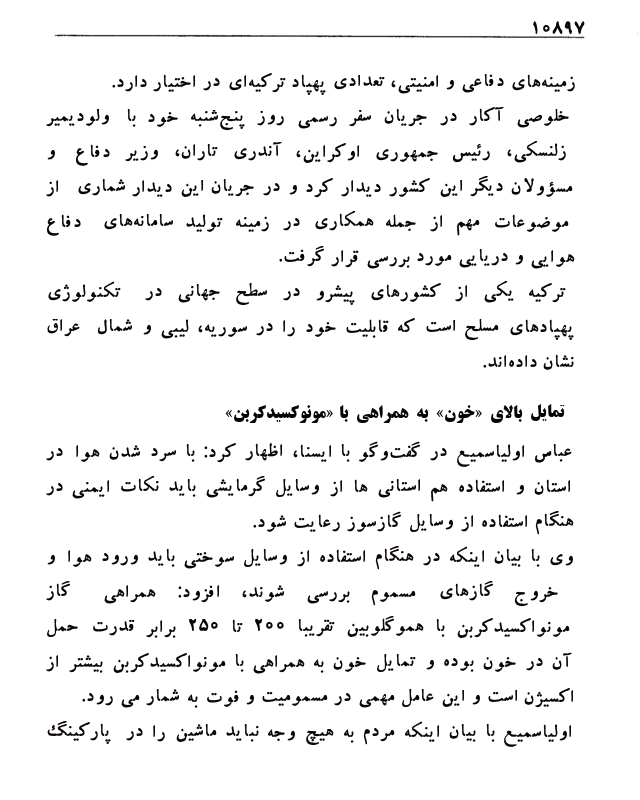 ۱۰۸۹۷
زمینه‌های دفاعی و امنیتی، تعدادی پهپاد ترکیه‌ای در اختیار دارد.
خلوصی آکار در جریان سفر رسمی روز پنج‌شنبه خود با ولودیمیر
زلنسکی، رئیس جمهوری اوکراین، آندری تاران، وزیر دفاع و
مسؤولان دیگر این کشور دیدار کرد و در جریان این دیدار شماری از
موضوعات مهم از جمله همکاری در زمینه تولید سامانه‌های دفاع
هوایی و دریایی مورد بررسی قرار گرفت.
ترکیه یکی از کشورهای پیشرو در سطح جهانی در تکنولوژی
پهپادهای مسلح است که قابلیت خود را در سوریه، لیبی و شمال عراق
نشان داده‌اند.
تمایل بالای «خون» به همراهی با «مونوکسیدکربن»
عباس اولیاسمیع در گفت‌وگو با ایسنا، اظهار کرد: با سرد شدن هوا در
استان و استفاده هم استانی ها از وسایل گرمایشی باید نکات ایمنی در
هنگام استفاده از وسایل گازسوز رعایت شود.
وی با بیان اینکه در هنگام استفاده از وسایل سوختی باید ورود هوا و
خروج گازهای مسموم بررسی شوند، افزود: همراهی گاز
مونواکسیدکربن با هموگلوبین تقریبا ۲۰۰ تا ۲۵۰ برابر قدرت حمل
آن در خون بوده و تمایل خون به همراهی با مونواکسیدکربن بیشتر از
اکسیژن است و این عامل مهمی در مسمومیت و فوت به شمار می رود.
اولیاسمیع با بیان اینکه مردم به هیچ وجه نباید ماشین را در پارکینگ